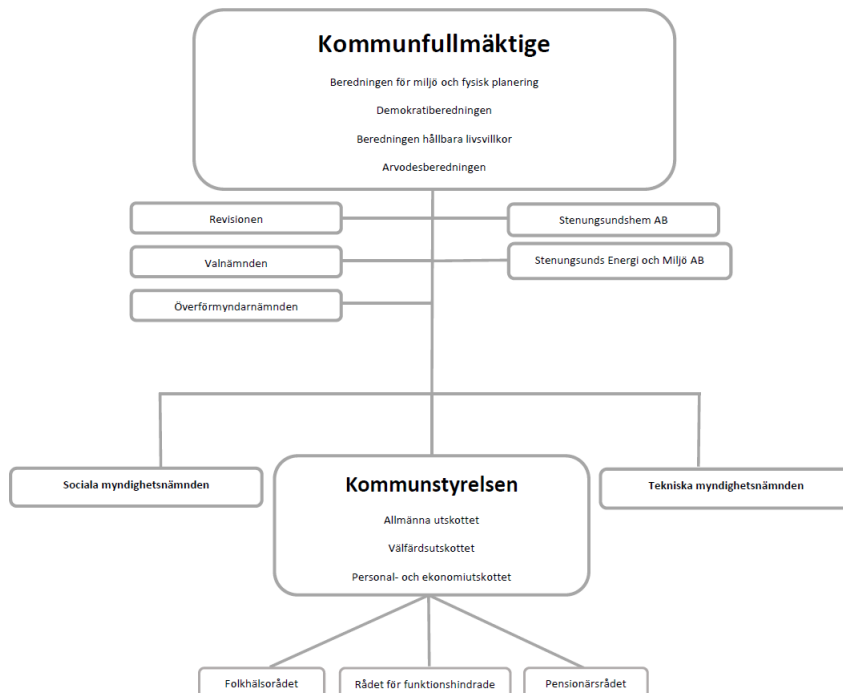 Kommunfullmäktige
Beredningen för miljö och fysisk planering
Demokratiberedningen
Beredningen hållbara livsvillkor
Arvodesberedningen
Revisionen
Stenungsundshem AB
Valnämnden
Stenungsunds Energi och Miljö AB
Överförmyndarnämnden
Sociala myndighetsnämnden
Kommunstyrelsen
Allmänna utskottet
Välfärdsutskottet
Personal- och ekonomiutskottet
Tekniska myndighetsnämnden
Folkhälsorådet
Rådet för funktionshindrade
Pensionärsrådet